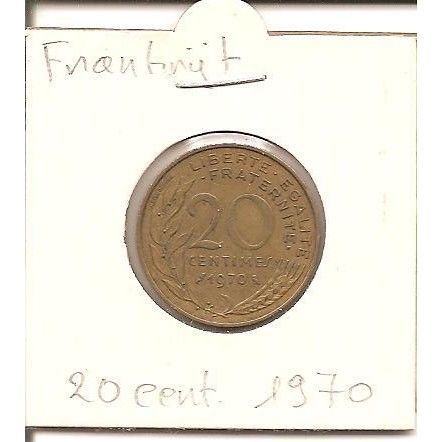 Frankrijk
LIBERTE · EGALITE
· FRATERNITE ·
20
CENTIMES
1970
20 cent. 1970